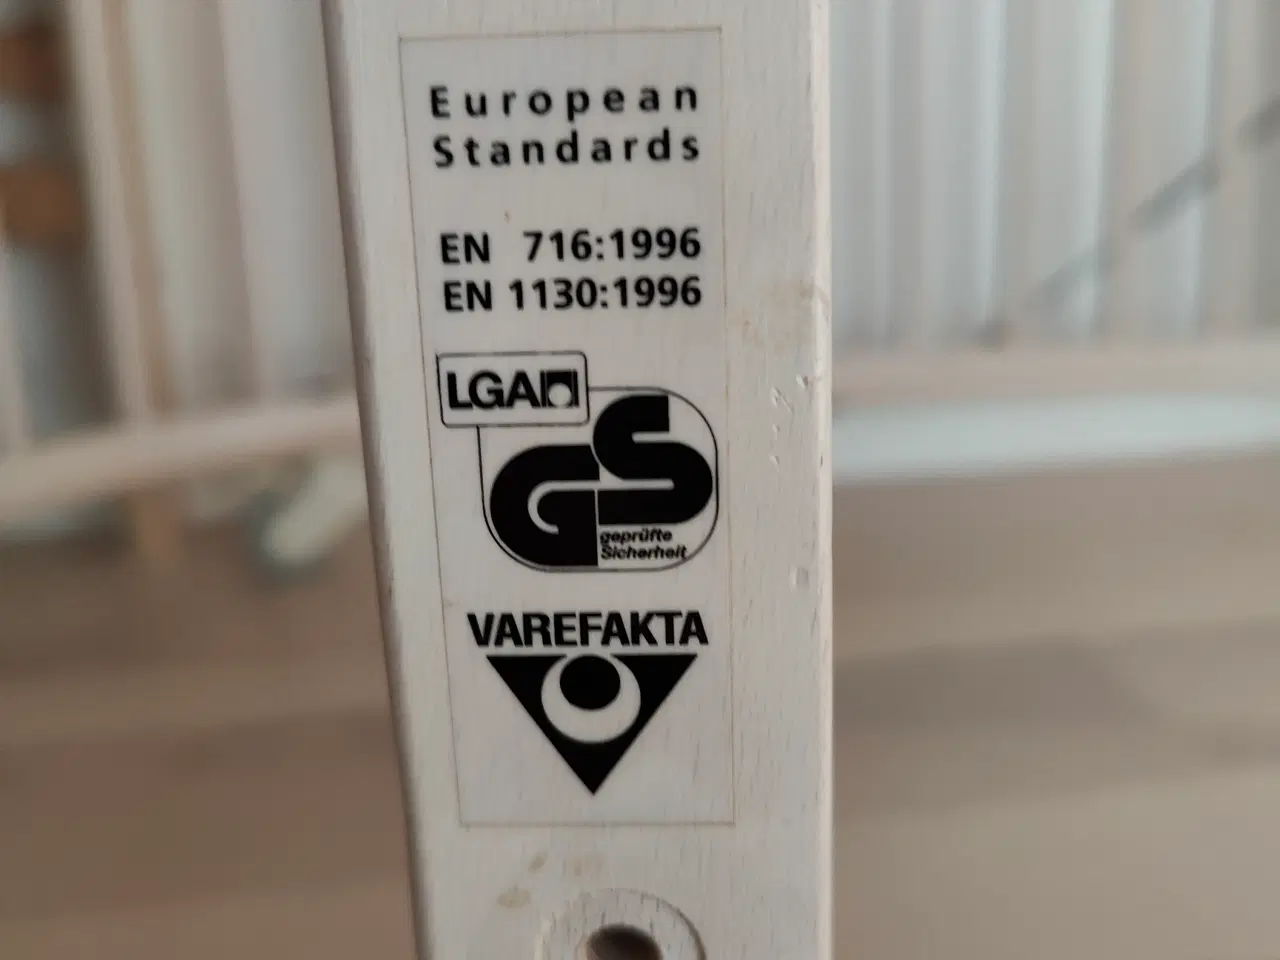 European
Standards
EN 716:1996
EN 1130:1996
LGA
GS
geprüfte
Sicherheit
VAREFAKTA